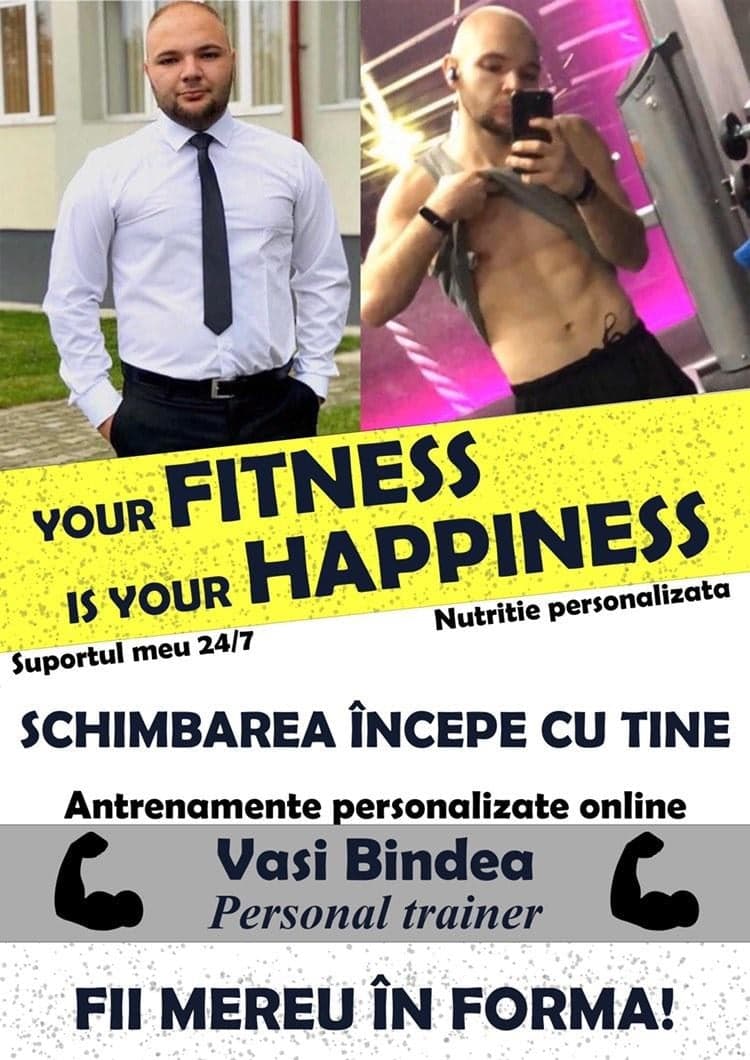 YOUR FITNESS
IS YOUR HAPPINESS
Suportul meu 24/7
Nutritie personalizata
SCHIMBAREA ÎNCEPE CU TINE
Antrenamente personalizate online
Vasi Bindea
Personal trainer
FII MEREU ÎN FORMA!